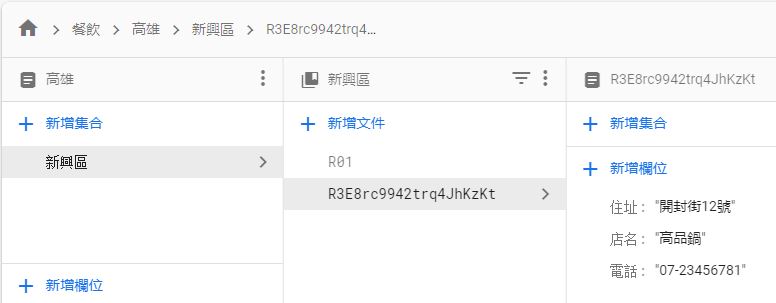 餐飲 > 高雄 > 新興區 > R3E8rc9942trq4...
高雄
新增集合
新興區
新增欄位
新興區
新增文件
R01
R3E8rc9942trq4JhKzKt
R3E8rc9942trq4JhKzKt
新增集合
新增欄位
住址： "開封街12號"
店名： "高品鍋"
電話： "07-23456781"